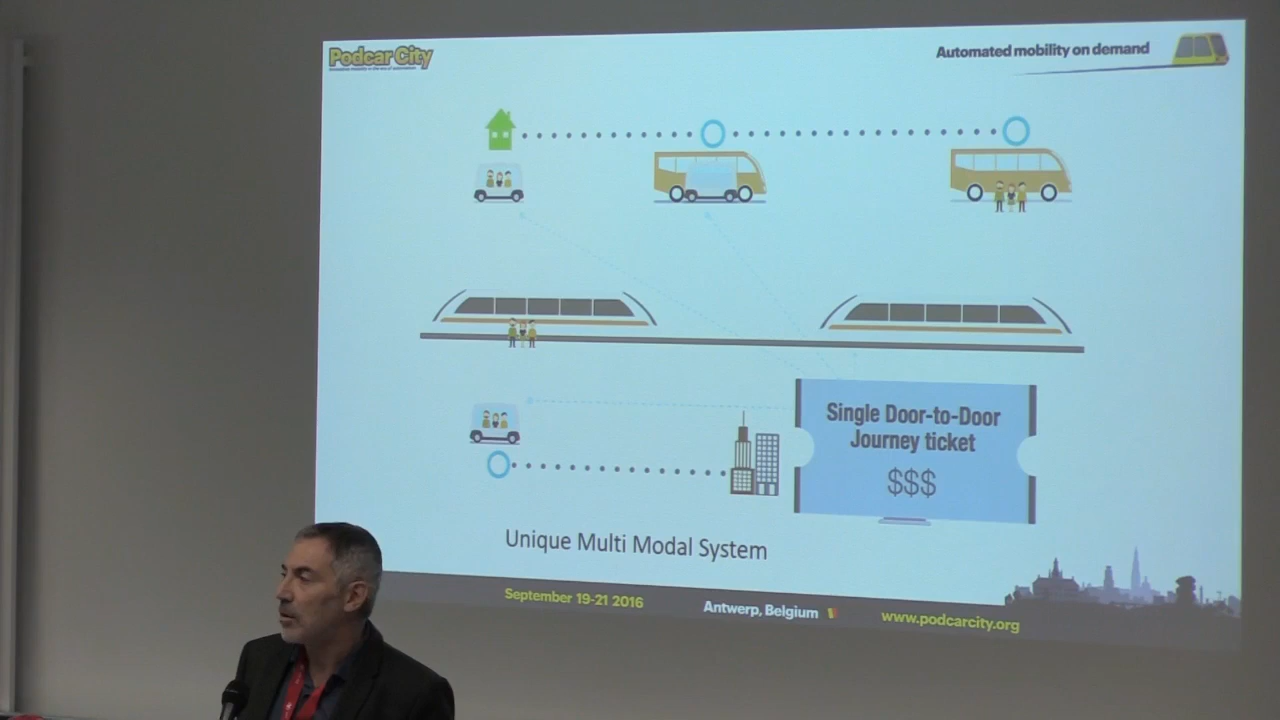 Podcar City
Automated mobility on demand
Single Door-to-Door
Journey ticket
$$$
Unique Multi Modal System
September 19-21 2016
Antwerp, Belgium
www.podcarcity.org